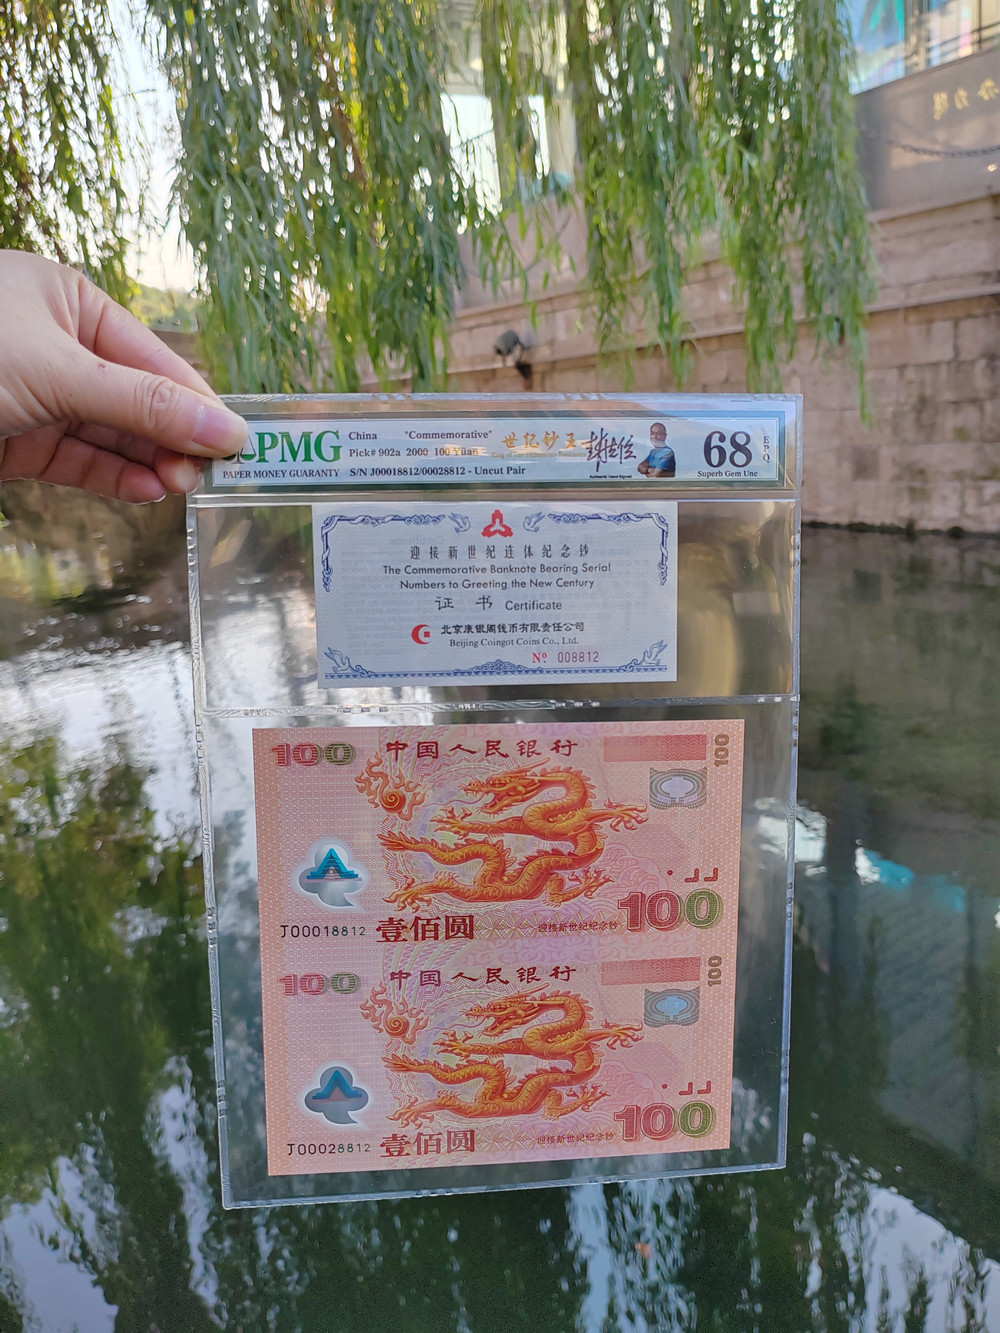 PMG
PAPER MONEY GUARANTY
China "Commemorative"
Pick# 902a 2000 100 Yüan
S/N J00018812/00028812 - Uncut Pair
世纪钞王
Authentic Hand-Signed
68
EPQ
Superb Gem Unc
迎接新世纪连体纪念钞
The Commemorative Banknote Bearing Serial
Numbers to Greeting the New Century
证书 Certificate
北京康银阁钱币有限责任公司
Beijing Coingot Coins Co., Ltd.
Nº 008812
100 中国人民银行 100
J00018812 壹佰圆 迎接新世纪纪念钞 100
100 中国人民银行 100
J00028812 壹佰圆 迎接新世纪纪念钞 100